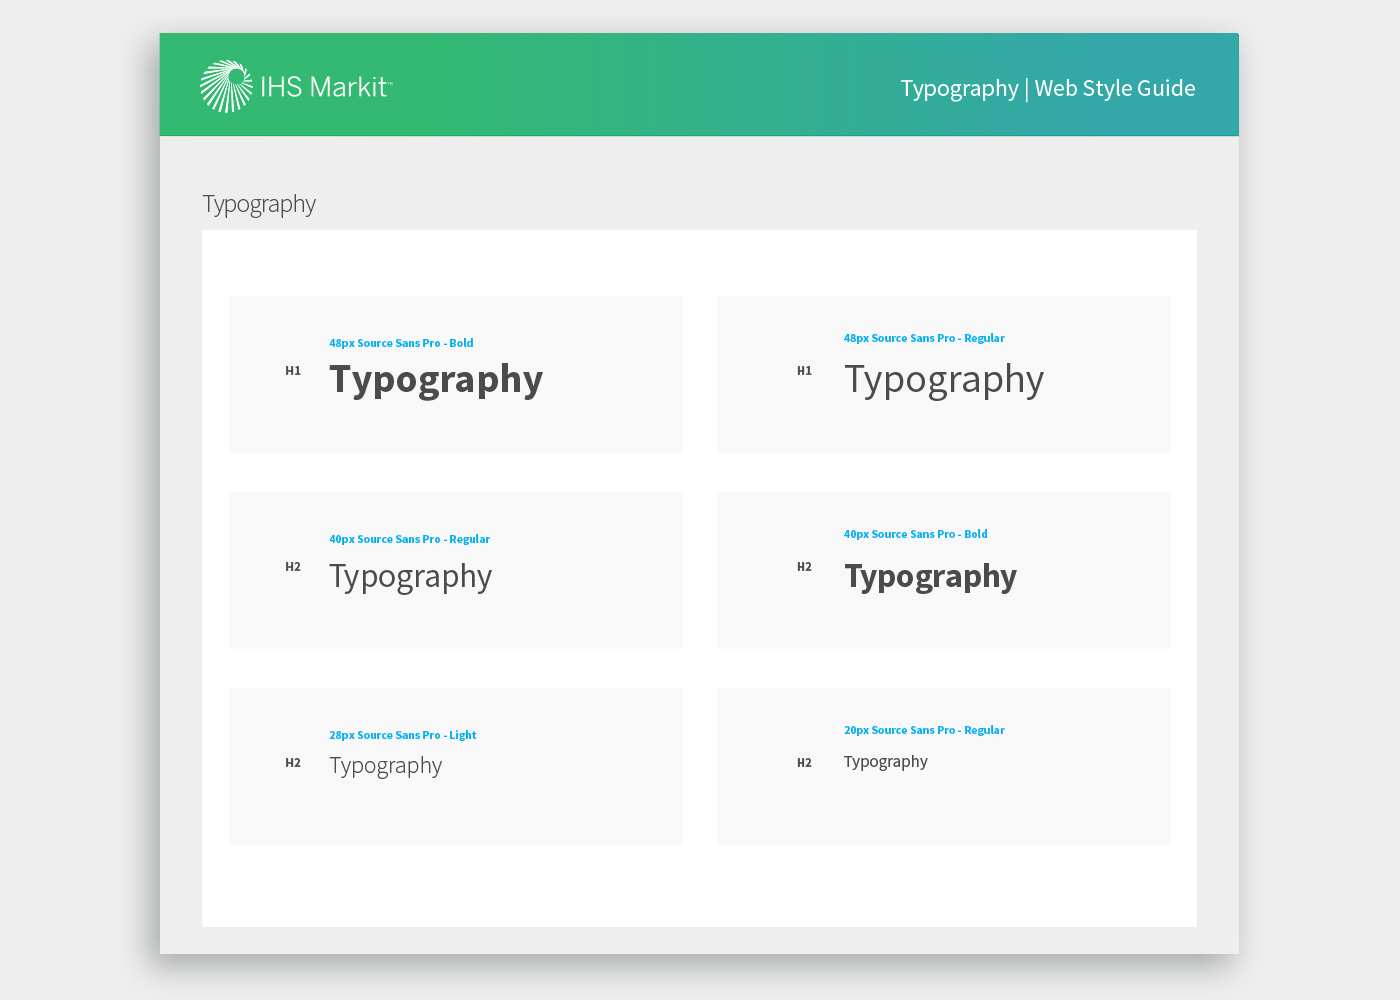 IHS Markit™
Typography | Web Style Guide
Typography
48px Source Sans Pro - Bold
H1
Typography
48px Source Sans Pro - Regular
H1
Typography
40px Source Sans Pro - Regular
H2
Typography
40px Source Sans Pro - Bold
H2
Typography
28px Source Sans Pro - Light
H2
Typography
20px Source Sans Pro - Regular
H2
Typography